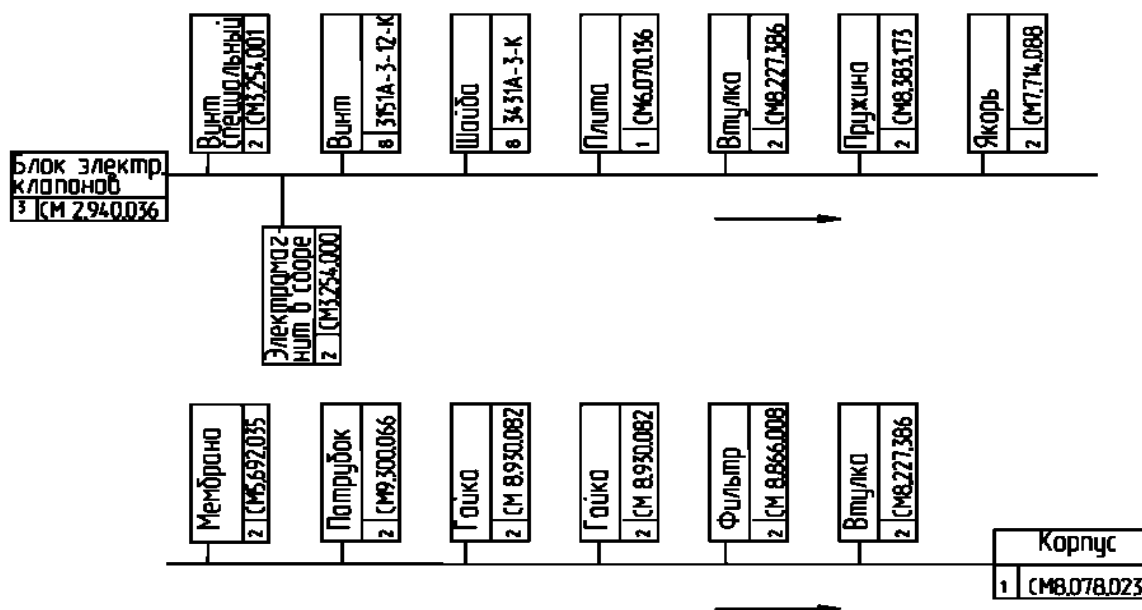 Винт
специальный
2 СМ3.254.001
Винт
8 3151А-3-12-К
Шайба
8 3431А-3-К
Плита
1 СМ6.070.136
Втулка
2 СМ8.227.386
Пружина
2 СМ8.383.173
Якорь
2 СМ7.714.088
Блок электр.
клапонов
3 СМ 2.940.036
Электромаг-
нит в сборе
2 СМ3.254.000
Мембрана
2 СМ5.692.035
Патрубок
2 СМ9.300.066
Гайка
2 СМ 8.930.082
Гайка
2 СМ 8.930.082
Фильтр
2 СМ 8.866.008
Втулка
2 СМ8.227.386
Корпус
1 СМ8.078.023